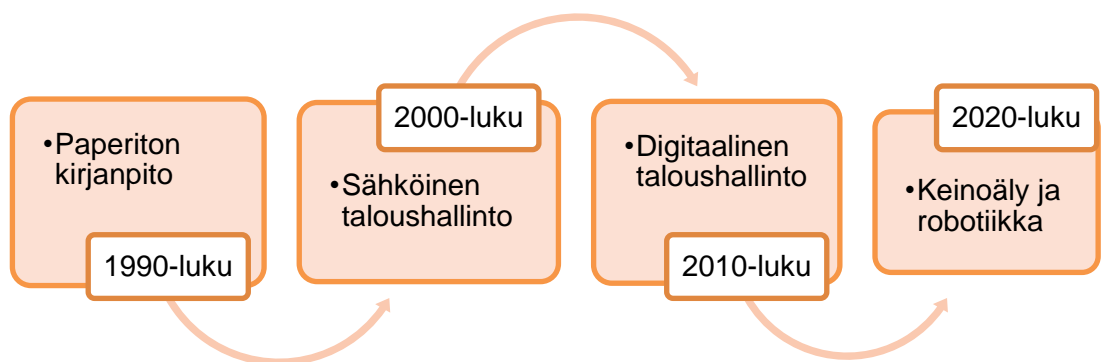 •Paperiton
kirjanpito
1990-luku
2000-luku
•Sähköinen
taloushallinto
•Digitaalinen
taloushallinto
2010-luku
2020-luku
•Keinoäly ja
robotiikka